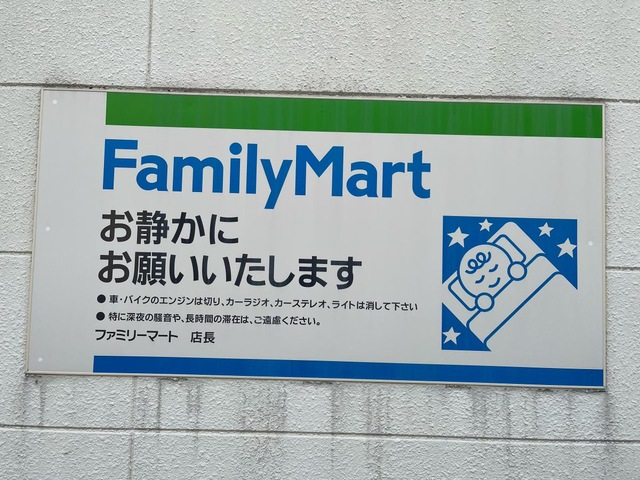 FamilyMart
お静かに
お願いいたします
● 車・バイクのエンジンは切り、カーラジオ、カーステレオ、ライトは消して下さい
● 特に深夜の騒音や、長時間の滞在は、ご遠慮ください。
ファミリーマート　店長